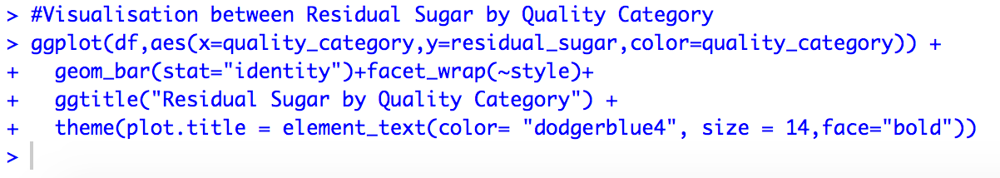 > #Visualisation between Residual Sugar by Quality Category
> ggplot(df,aes(x=quality_category,y=residual_sugar,color=quality_category)) +
+   geom_bar(stat="identity")+facet_wrap(~style)+
+   ggtitle("Residual Sugar by Quality Category") +
+   theme(plot.title = element_text(color= "dodgerblue4", size = 14,face="bold"))
>